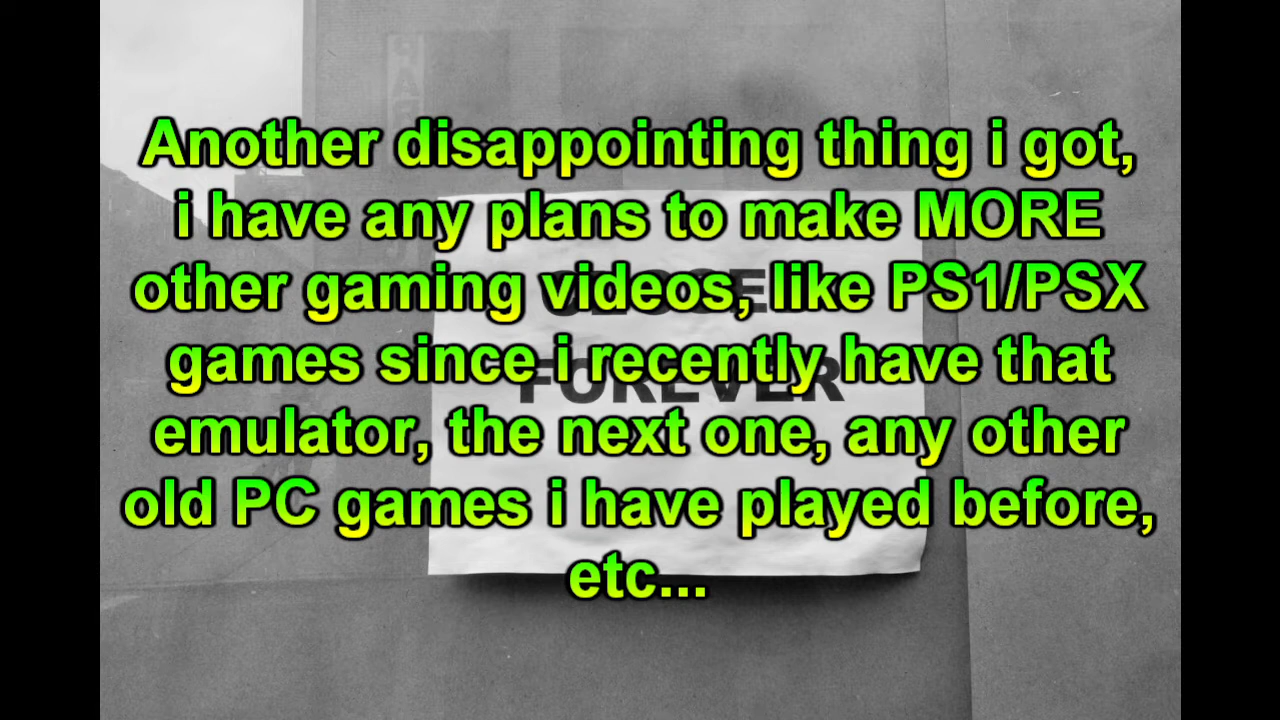 Another disappointing thing i got,
i have any plans to make MORE
other gaming videos, like PS1/PSX
games since i recently have that
emulator, the next one, any other
old PC games i have played before,
etc...
FOREVER